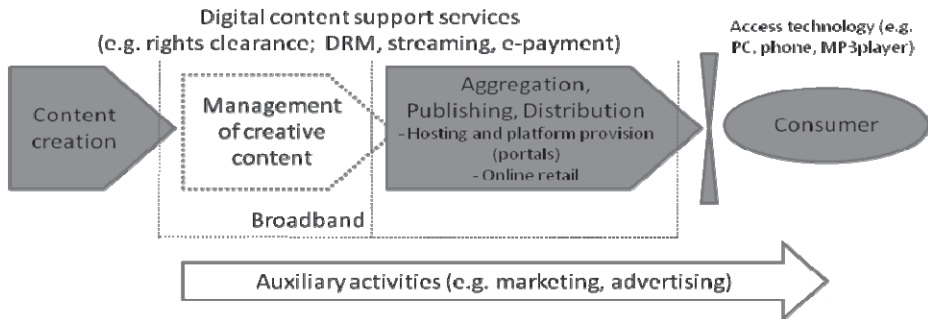 Digital content support services
(e.g. rights clearance; DRM, streaming, e-payment)
Access technology (e.g.
PC, phone, MP3player)
Content
creation
Management
of creative
content
Aggregation,
Publishing, Distribution
-Hosting and platform provision
(portals)
-Online retail
Consumer
Broadband
Auxiliary activities (e.g. marketing, advertising)